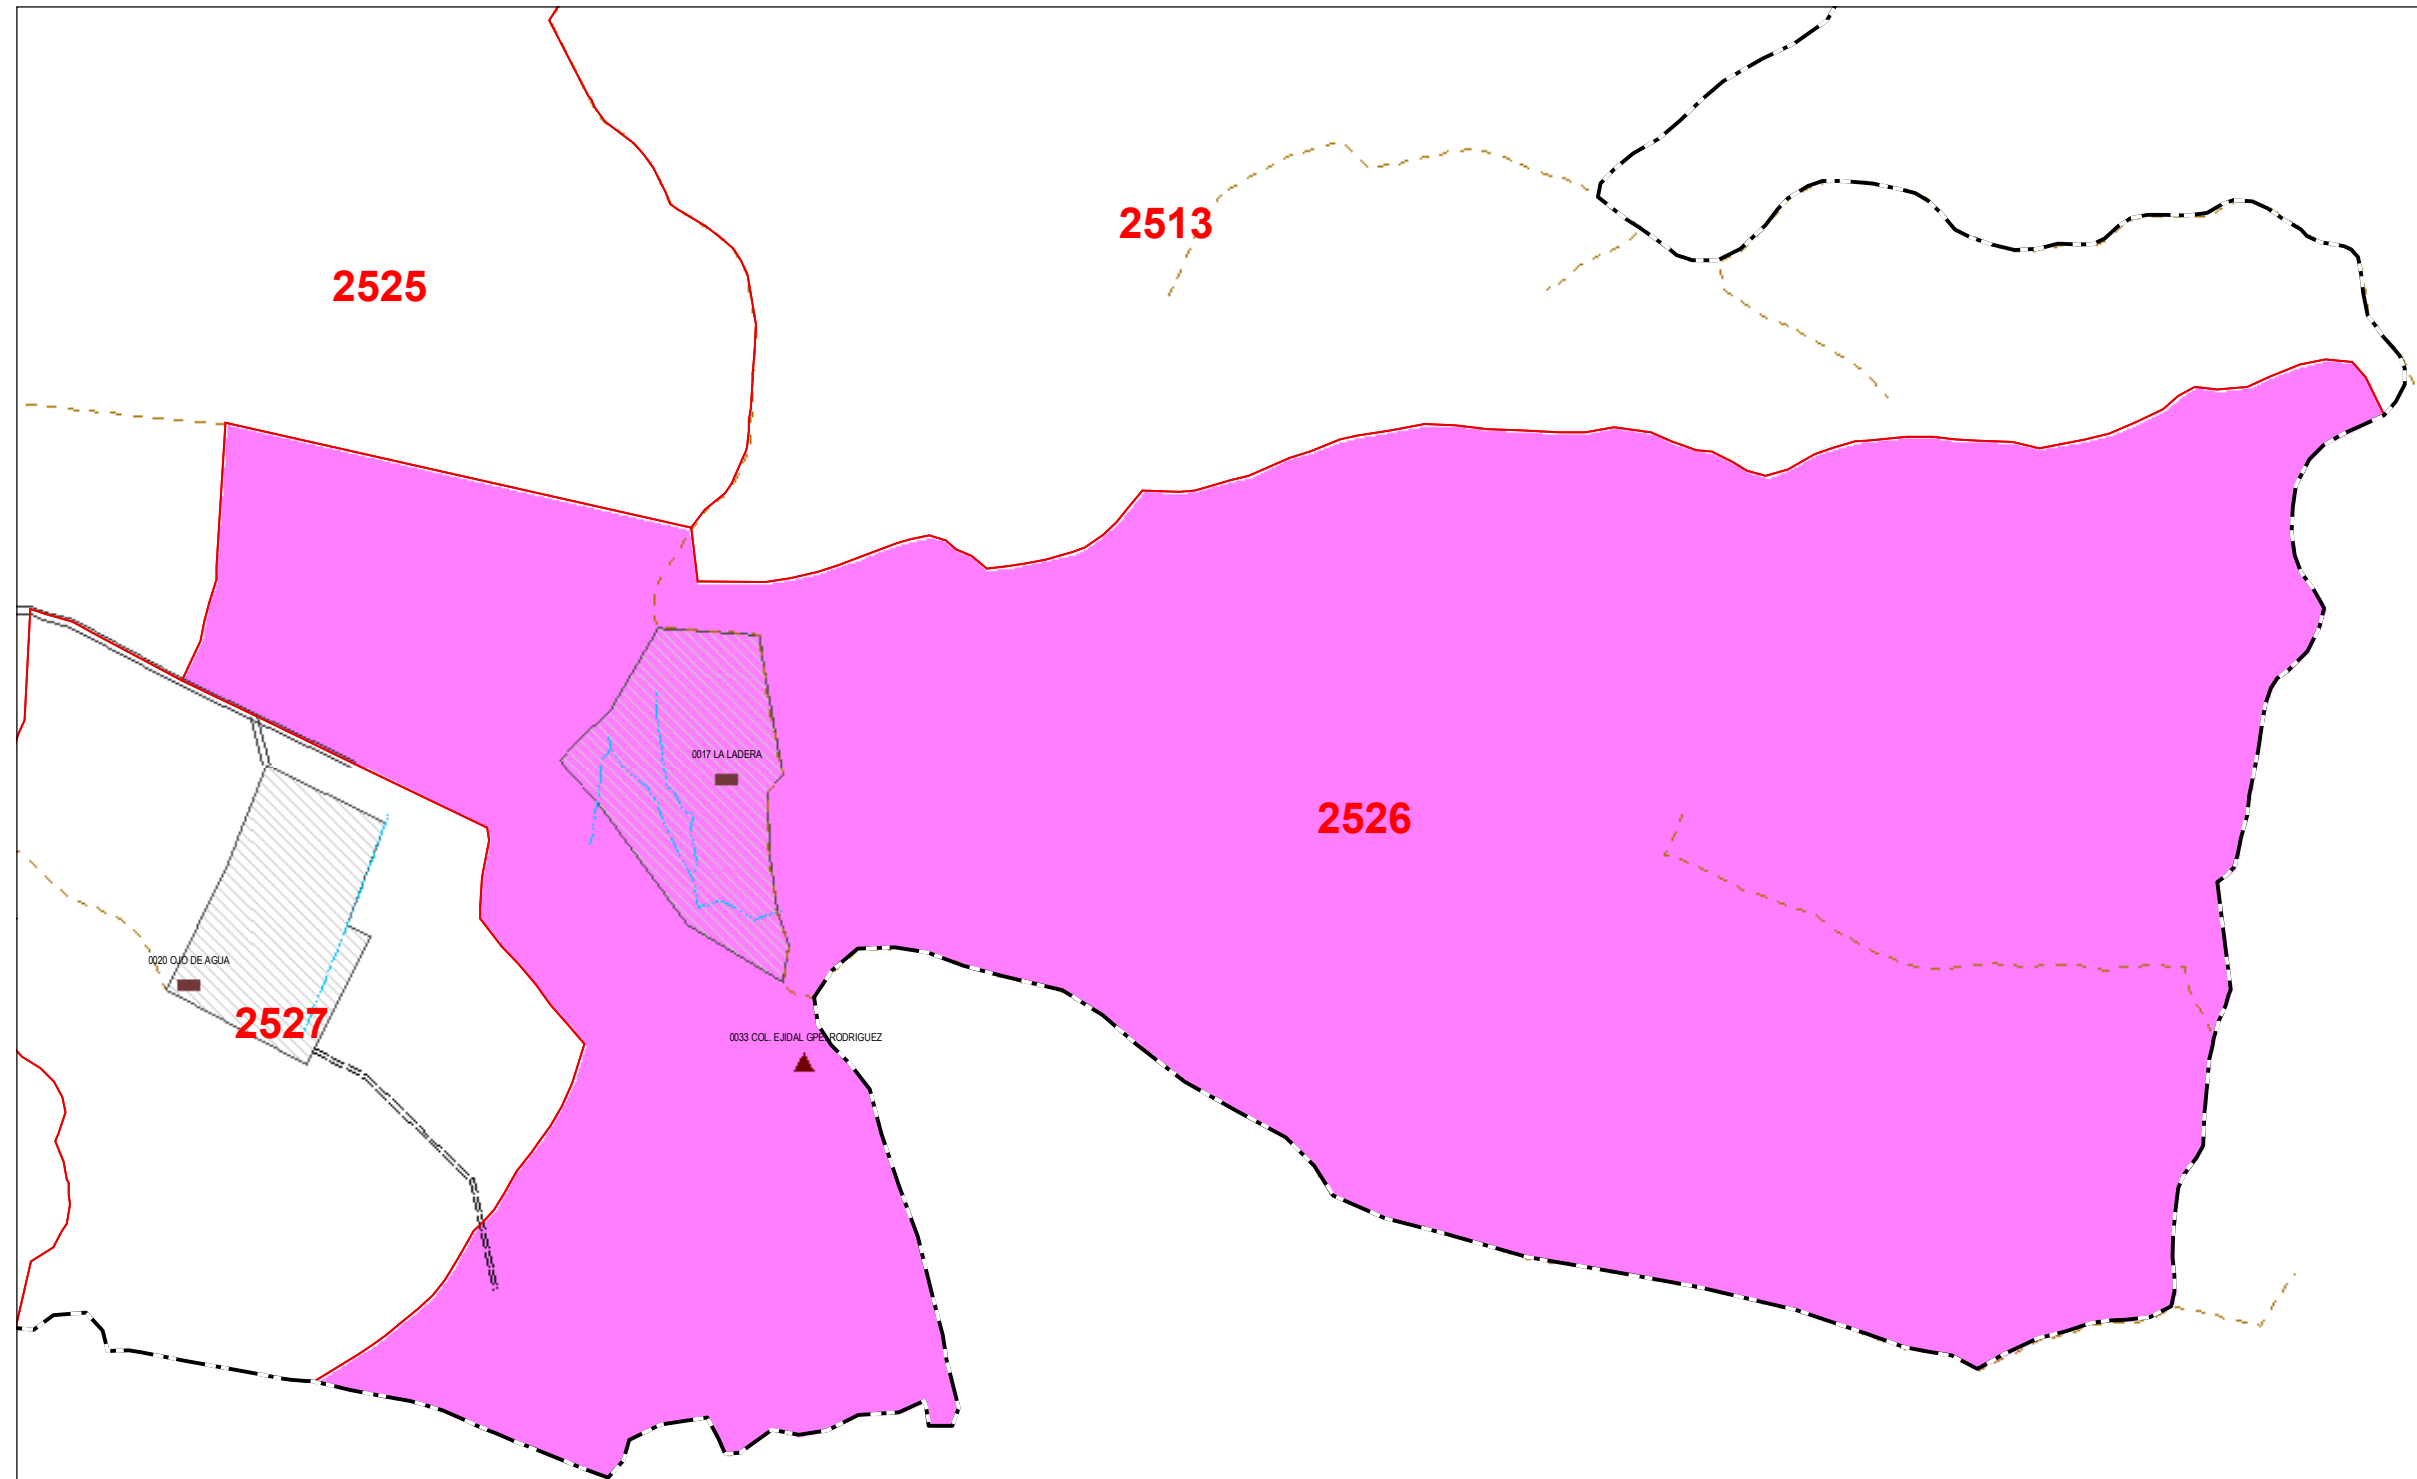 2513
2525
0017 LA LADERA
2526
0020 OJO DE AGUA
2527
0033 COL. EJIDAL GPE. RODRIGUEZ